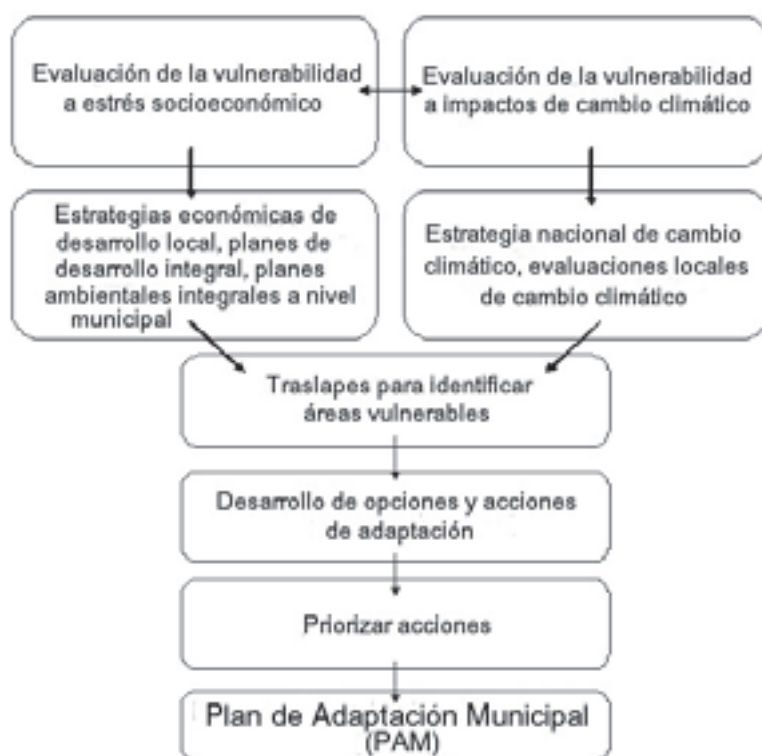 Evaluación de la vulnerabilidad
a estrés socioeconómico
Evaluación de la vulnerabilidad
a impactos de cambio climático
Estrategias económicas de
desarrollo local, planes de
desarrollo integral, planes
ambientales integrales a nivel
municipal
Estrategia nacional de cambio
climático, evaluaciones locales
de cambio climático
Traslapes para identificar
áreas vulnerables
Desarrollo de opciones y acciones
de adaptación
Priorizar acciones
Plan de Adaptación Municipal
(PAM)